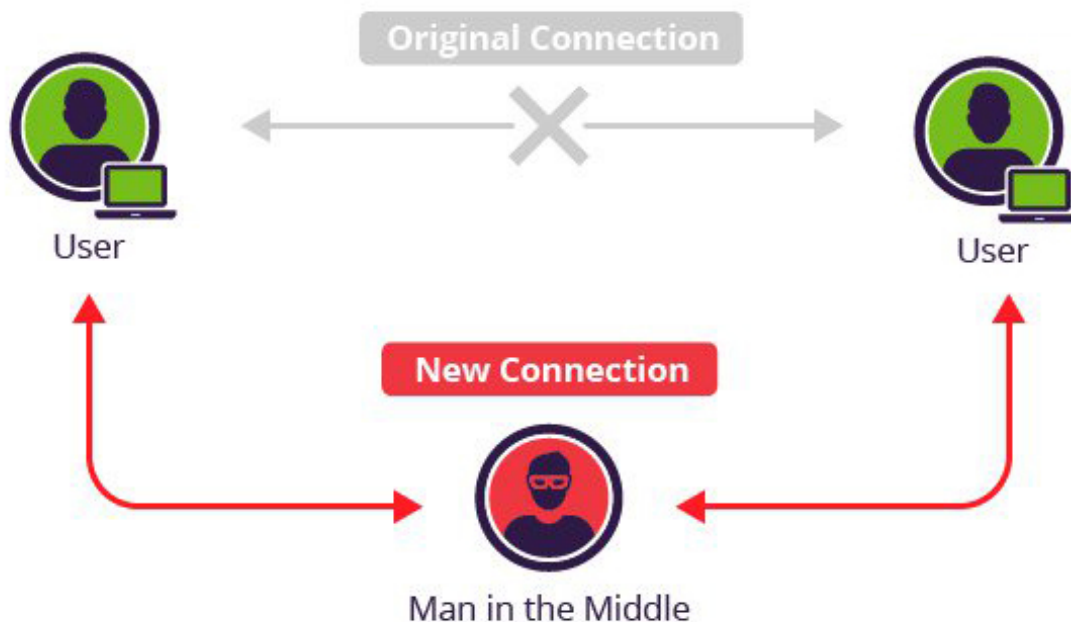 Original Connection
User
User
New Connection
Man in the Middle